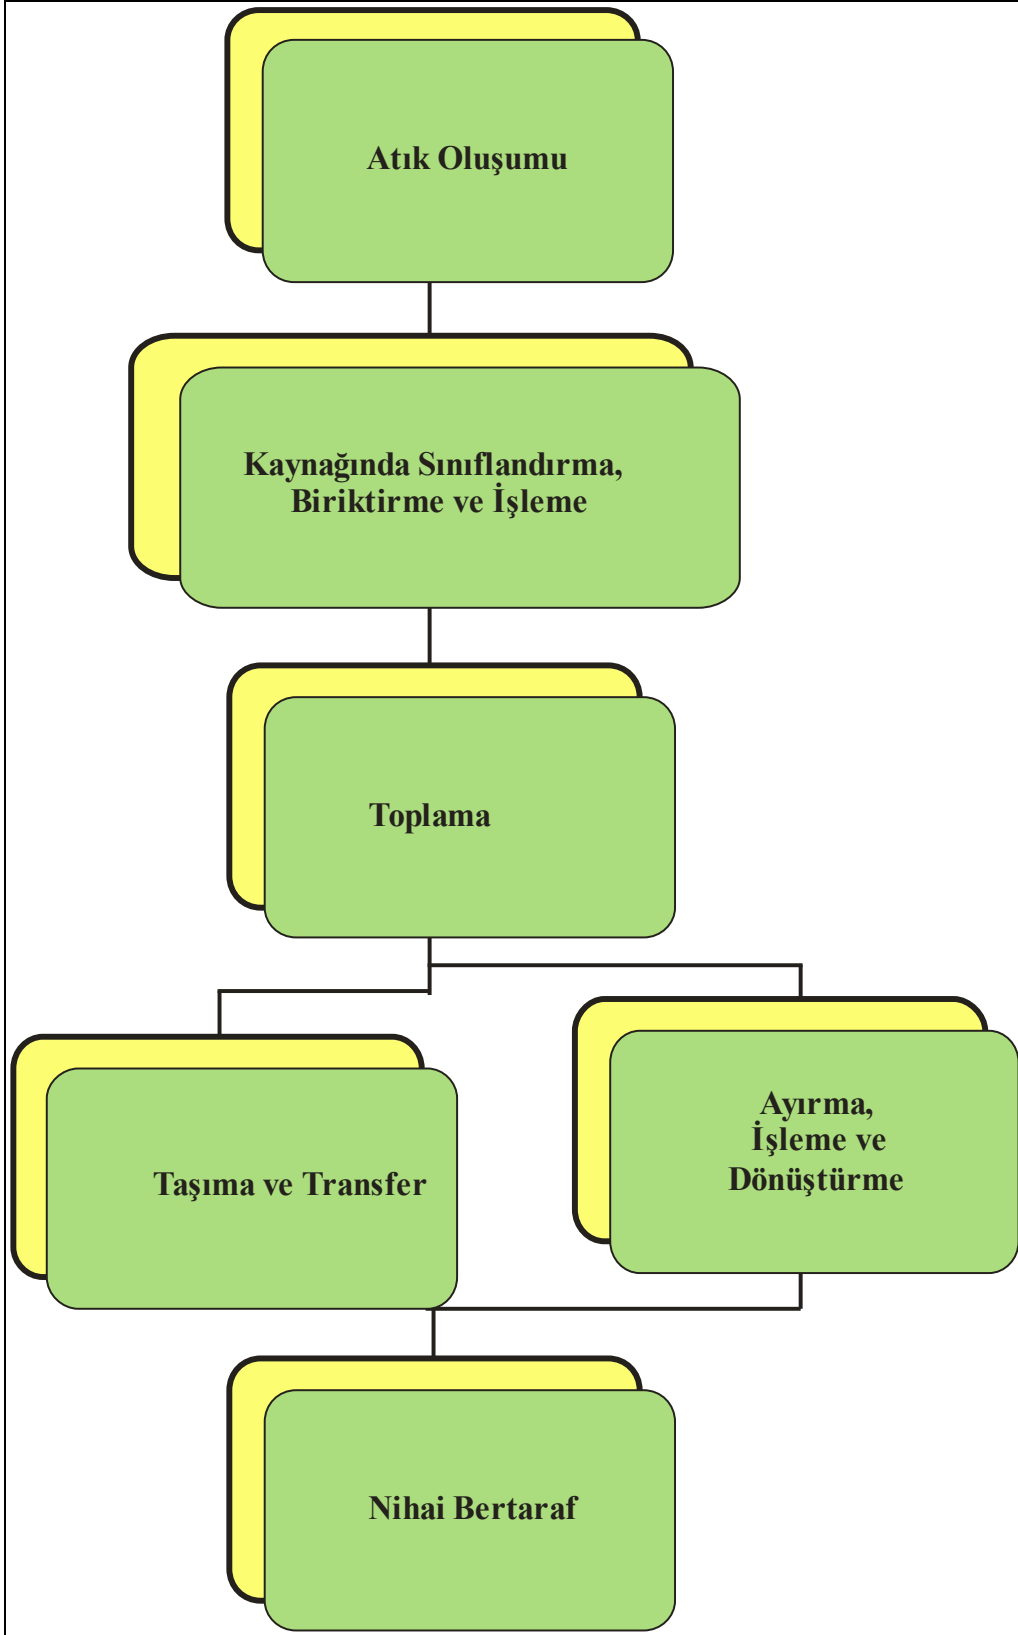 Atık Oluşumu
Kaynağında Sınıflandırma,
Biriktirme ve İşleme
Toplama
Taşıma ve Transfer
Ayırma,
İşleme ve
Dönüştürme
Nihai Bertaraf